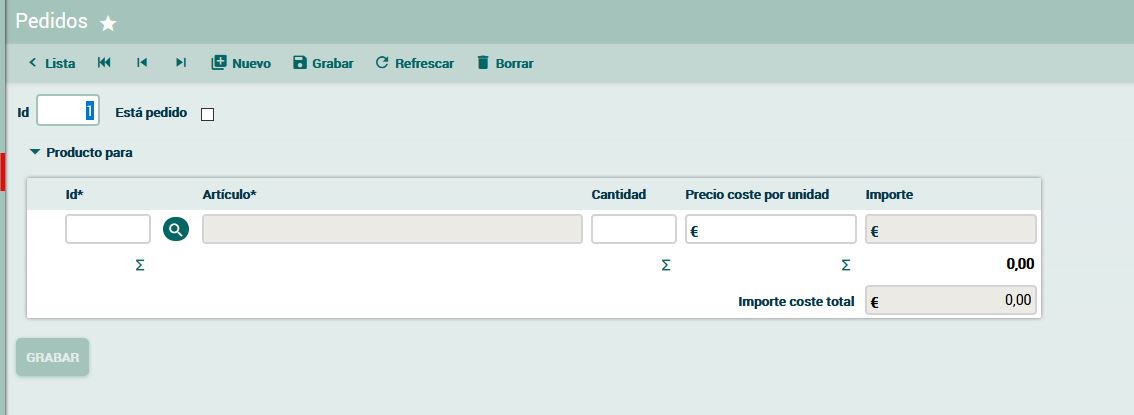 Pedidos
Lista Nuevo Grabar Refrescar Borrar
Id 1 Está pedido
Producto para
Id* Artículo* Cantidad Precio coste por unidad Importe
€ €
Σ Σ Σ 0,00
Importe coste total € 0,00
GRABAR